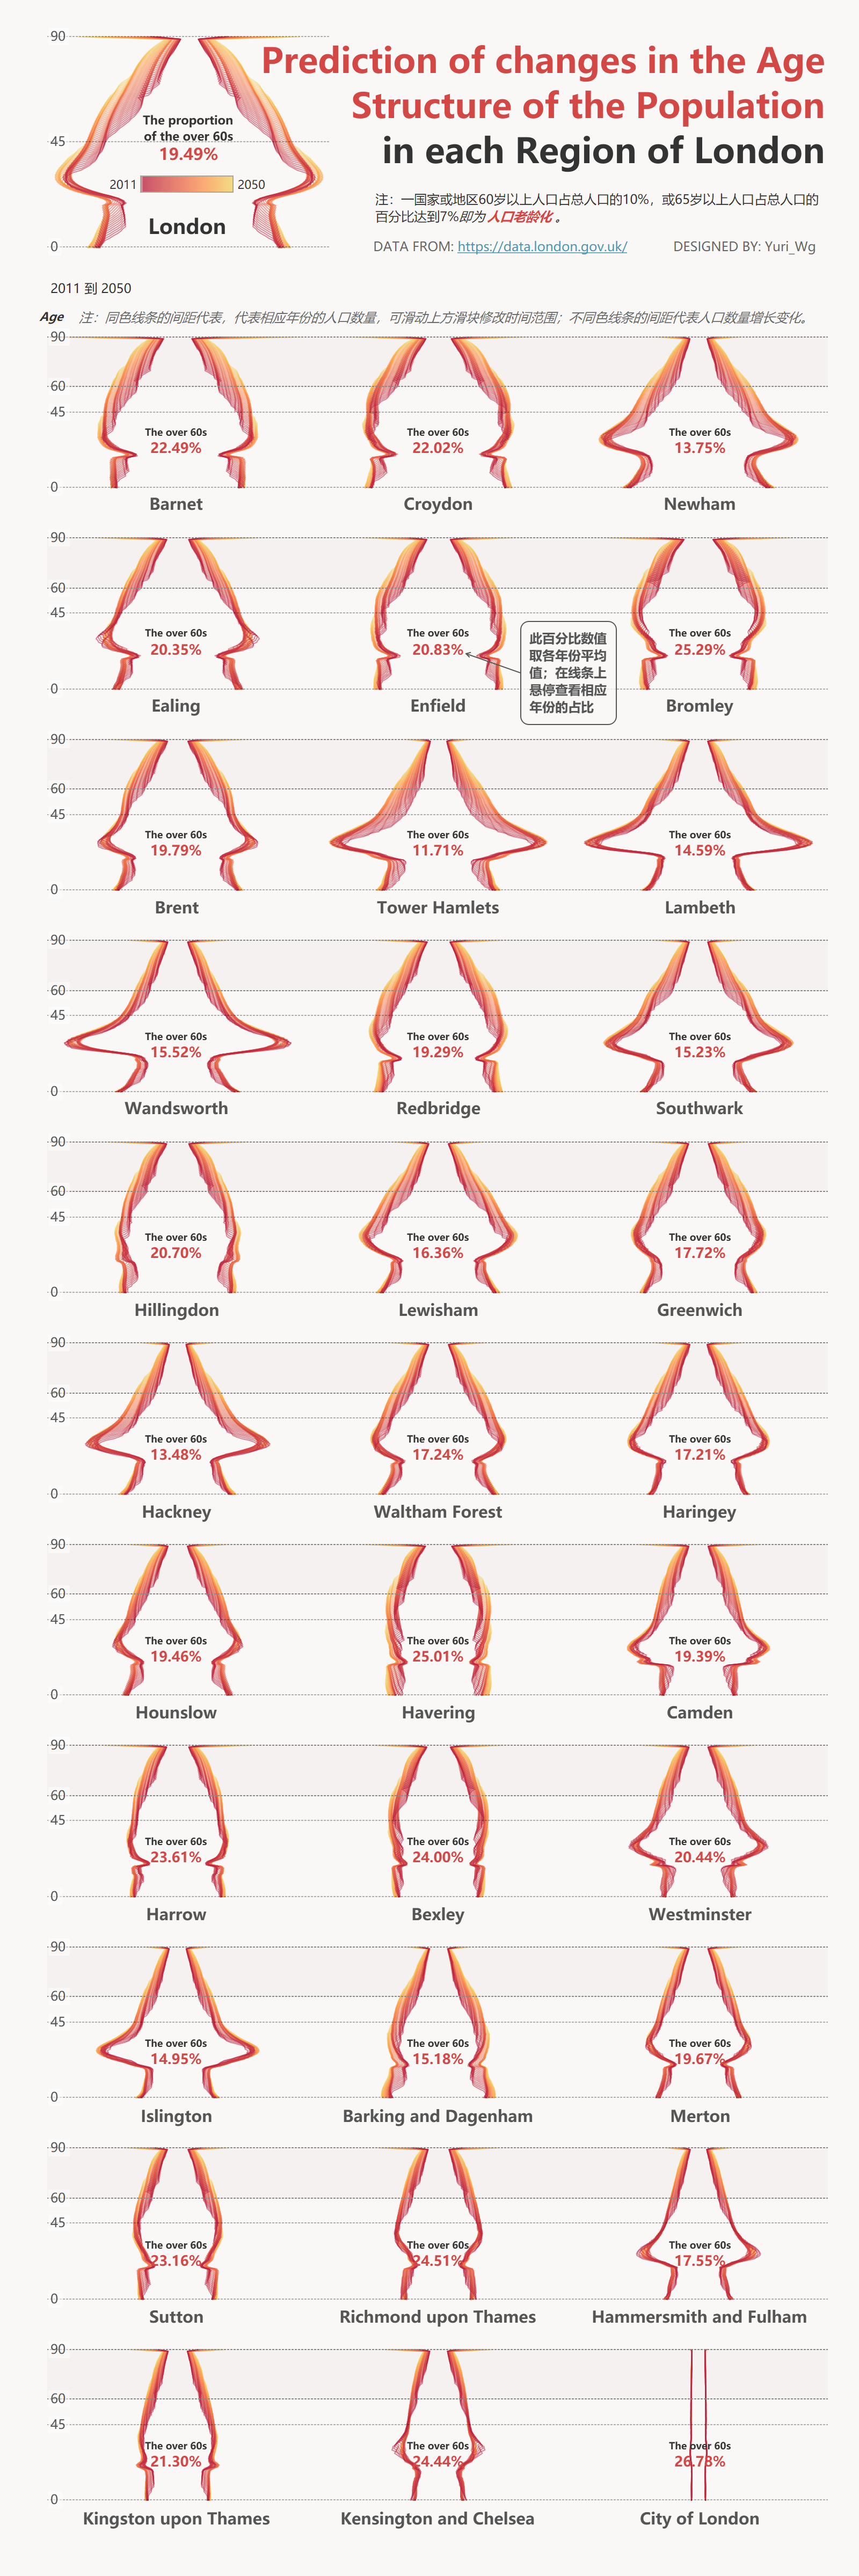 90
Prediction of changes in the Age
Structure of the Population
in each Region of London
The proportion
of the over 60s
19.49%
45
2011
2050
London
0
注：一国家或地区60岁以上人口占总人口的10%，或65岁以上人口占总人口的
百分比达到7%即为 人口老龄化 。
DATA FROM: https://data.london.gov.uk/ DESIGNED BY: Yuri_Wg
2011 到 2050
Age 注：同色线条的间距代表，代表相应年份的人口数量，可滑动上方滑块修改时间范围；不同色线条的间距代表人口数量增长变化。
90
60
45
The over 60s The over 60s The over 60s
22.49% 22.02% 13.75%
0
Barnet Croydon Newham
90
60
45
The over 60s The over 60s The over 60s
20.35% 20.83% 25.29%
此百分比数值
取各年份平均
值；在线条上
悬停查看相应
年份的占比
0
Ealing Enfield Bromley
90
60
45
The over 60s The over 60s The over 60s
19.79% 11.71% 14.59%
0
Brent Tower Hamlets Lambeth
90
60
45
The over 60s The over 60s The over 60s
15.52% 19.29% 15.23%
0
Wandsworth Redbridge Southwark
90
60
45
The over 60s The over 60s The over 60s
20.70% 16.36% 17.72%
0
Hillingdon Lewisham Greenwich
90
60
45
The over 60s The over 60s The over 60s
13.48% 17.24% 17.21%
0
Hackney Waltham Forest Haringey
90
60
45
The over 60s The over 60s The over 60s
19.46% 25.01% 19.39%
0
Hounslow Havering Camden
90
60
45
The over 60s The over 60s The over 60s
23.61% 24.00% 20.44%
0
Harrow Bexley Westminster
90
60
45
The over 60s The over 60s The over 60s
14.95% 15.18% 19.67%
0
Islington Barking and Dagenham Merton
90
60
45
The over 60s The over 60s The over 60s
23.16% 24.51% 17.55%
0
Sutton Richmond upon Thames Hammersmith and Fulham
90
60
45
The over 60s The over 60s The over 60s
21.30% 24.44% 26.78%
0
Kingston upon Thames Kensington and Chelsea City of London